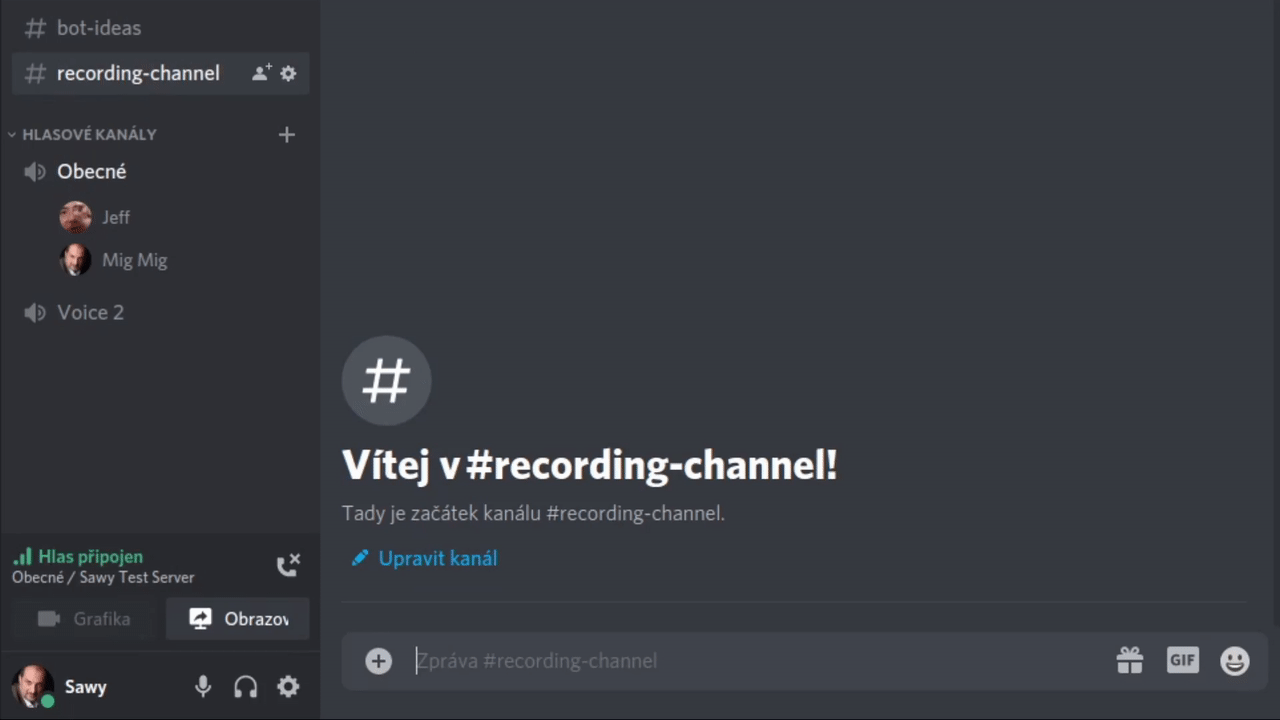 bot-ideas
recording-channel
HLASOVÉ KANÁLY
Obecné
Jeff
Mig Mig
Voice 2
Vítej v #recording-channel!
Tady je začátek kanálu #recording-channel.
Upravit kanál
Hlas připojen
Obecné / Sawy Test Server
Grafika
Obrazov
Zpráva #recording-channel
GIF
Sawy